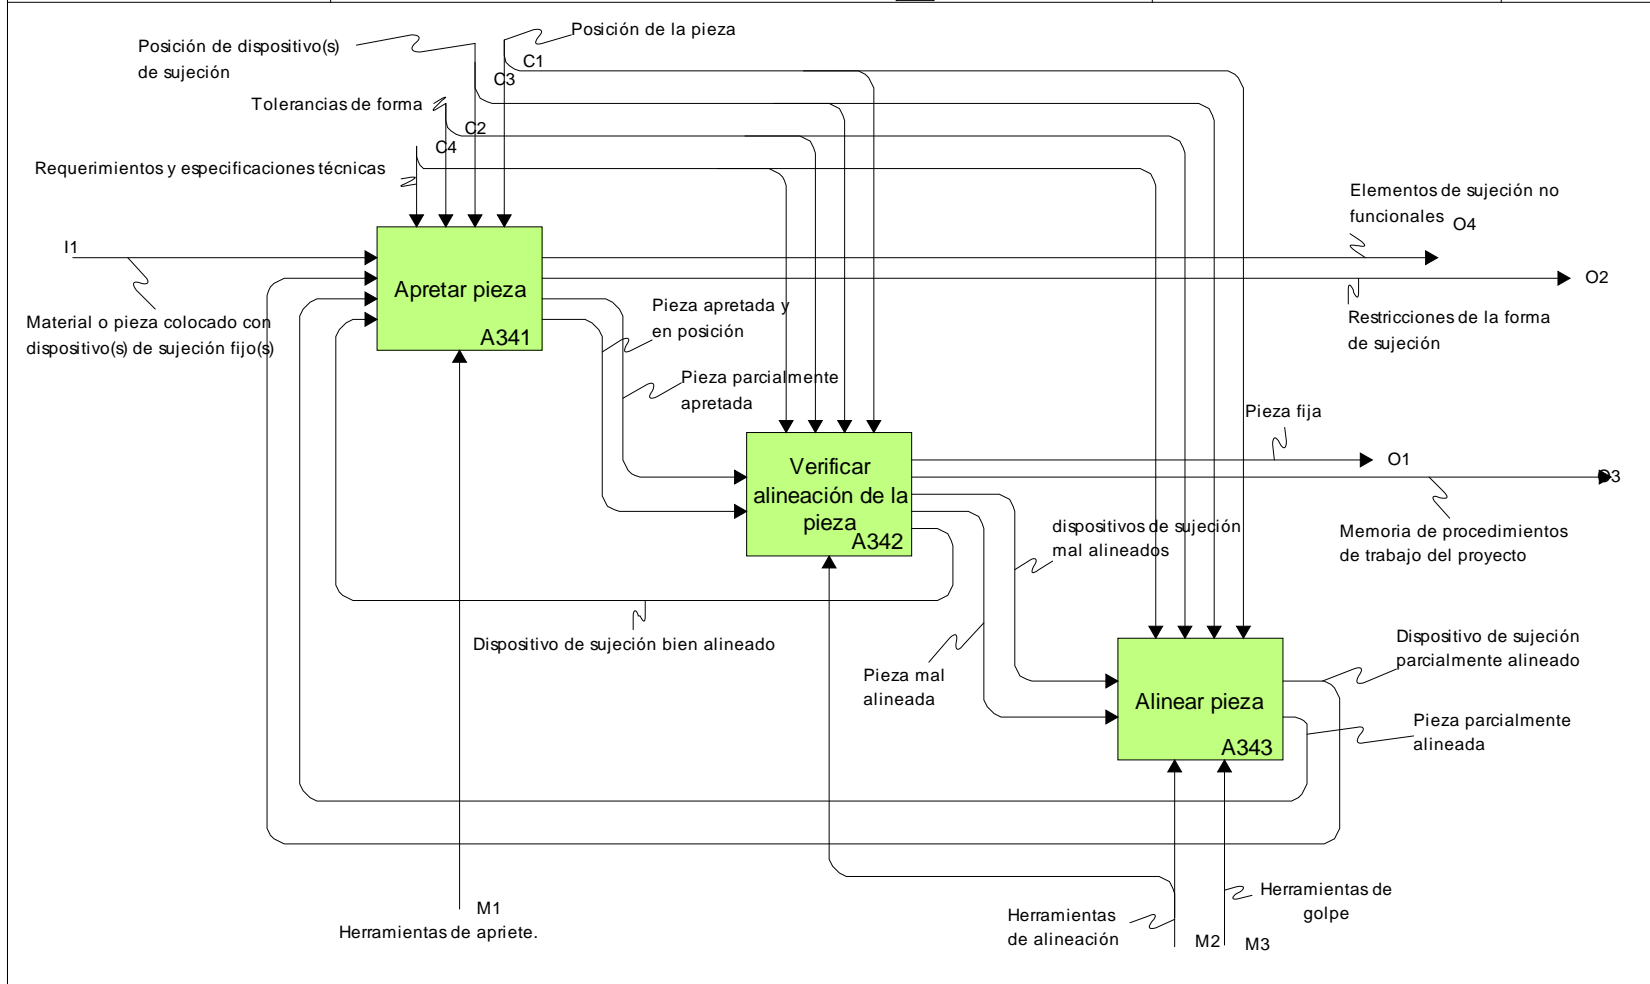 Posición de la pieza
Posición de dispositivo(s)
de sujeción
C1
C3
Tolerancias de forma
C2
C4
Requerimientos y especificaciones técnicas
Elementos de sujeción no
funcionales
O4
I1
O2
Apretar pieza
A341
Material o pieza colocado con
dispositivo(s) de sujeción fijo(s)
Pieza apretada y
en posición
Restricciones de la forma
de sujeción
Pieza parcialmente
apretada
Pieza fija
O1
Verificar
alineación de la
pieza
A342
O3
dispositivos de sujeción
mal alineados
Memoria de procedimientos
de trabajo del proyecto
Dispositivo de sujeción bien alineado
Pieza mal
alineada
Dispositivo de sujeción
parcialmente alineado
Alinear pieza
A343
Pieza parcialmente
alineada
M1
Herramientas de apriete.
Herramientas
de alineación
Herramientas de
golpe
M2
M3